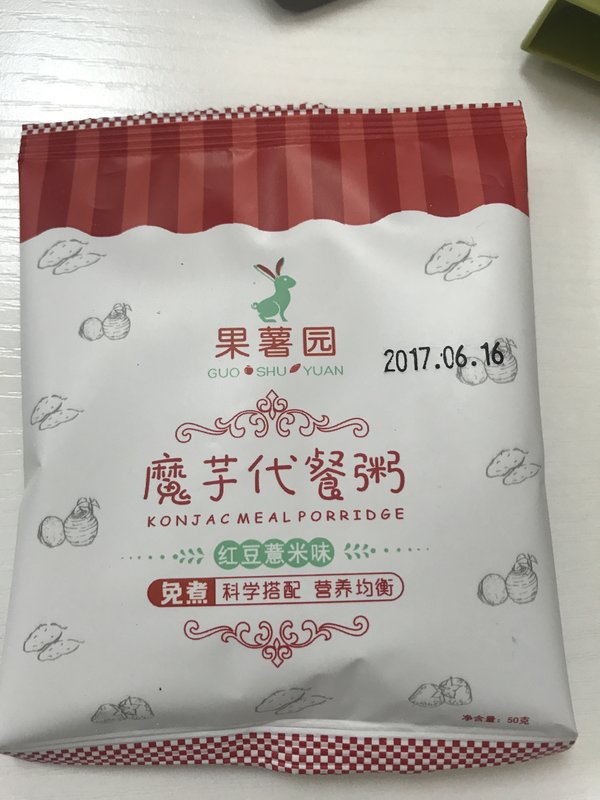 果薯园
GUO SHU YUAN
2017.06.16
魔芋代餐粥
KONJAC MEAL PORRIDGE
红豆薏米味
免煮 科学搭配 营养均衡
净含量：50克